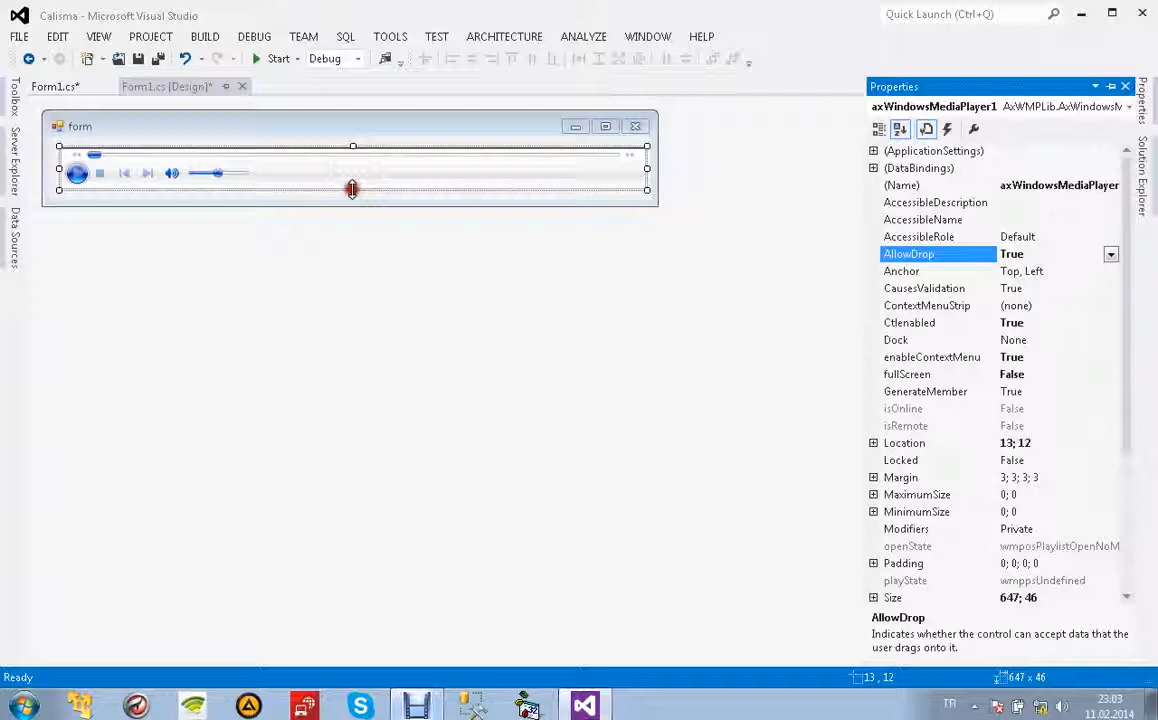 Calisma - Microsoft Visual Studio
Quick Launch (Ctrl+Q)
FILE EDIT VIEW PROJECT BUILD DEBUG TEAM SQL TOOLS TEST ARCHITECTURE ANALYZE WINDOW HELP
Start Debug
Form1.cs* Form1.cs [Design]*
Toolbox
Server Explorer
Data Sources
form
Properties
axWindowsMediaPlayer1 AxWMPLib.AxWindowsM
(ApplicationSettings)
(DataBindings)
(Name) axWindowsMediaPlayer
AccessibleDescription
AccessibleName
AccessibleRole Default
AllowDrop True
Anchor Top, Left
CausesValidation True
ContextMenuStrip (none)
Ctlenabled True
Dock None
enableContextMenu True
fullScreen False
GenerateMember True
isOnline False
isRemote False
Location 13; 12
Locked False
Margin 3; 3; 3; 3
MaximumSize 0; 0
MinimumSize 0; 0
Modifiers Private
openState wmposPlaylistOpenNoM
Padding 0; 0; 0; 0
playState wmppsUndefined
Size 647; 46
AllowDrop
Indicates whether the control can accept data that the
user drags onto it.
Properties
Solution Explorer
Ready 13 , 12 647 x 46
TR 23:03
11.02.2014